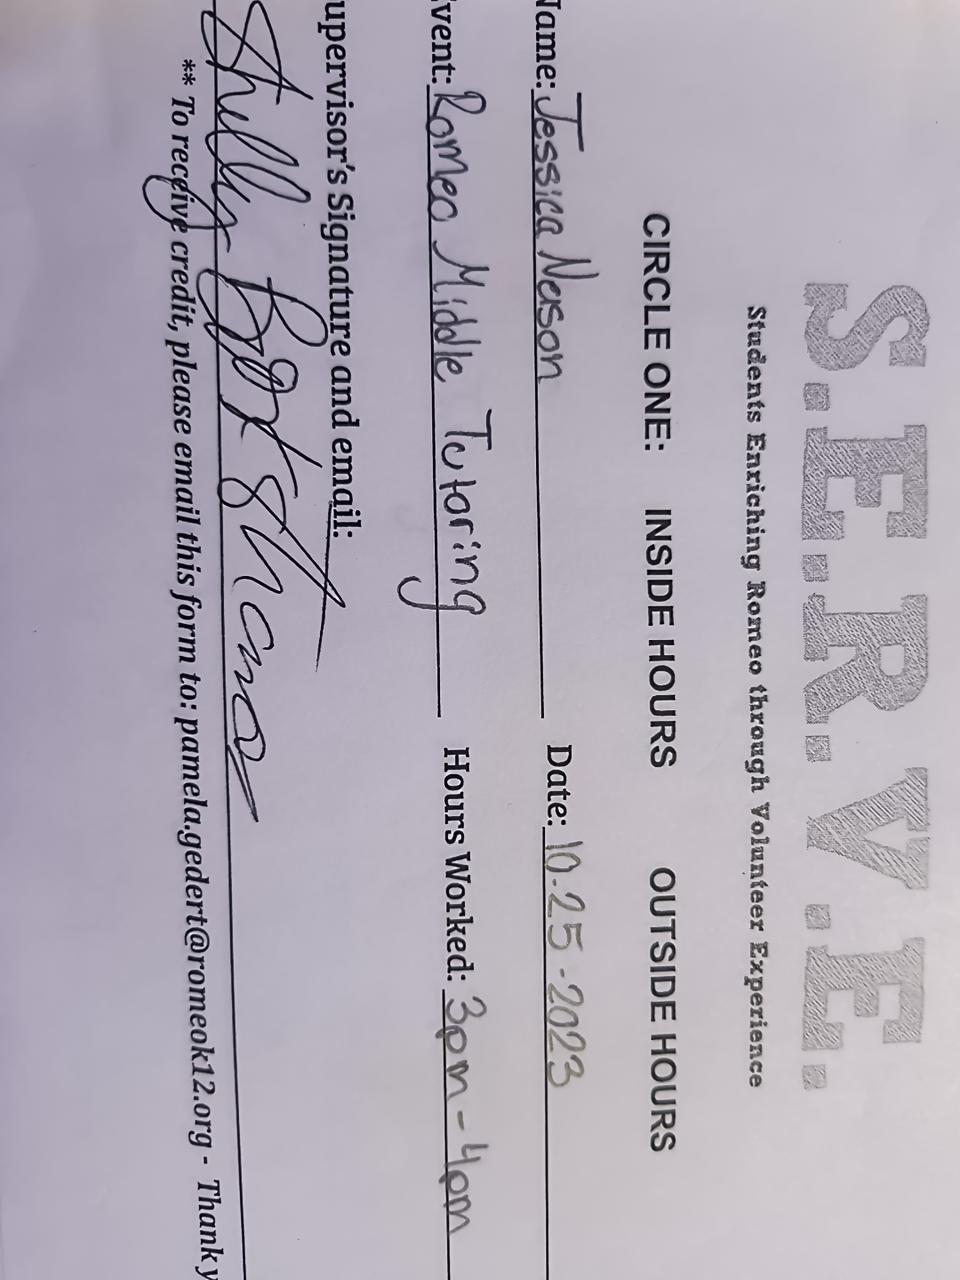 S.E.R.V.E.
Students Enriching Romeo through Volunteer Experience
CIRCLE ONE: INSIDE HOURS OUTSIDE HOURS
Name: Jessica Nelson Date: 10-25-2023
Event: Romeo Middle Tutoring Hours Worked: 3pm-4pm
upervisor's Signature and email:
Shelly
** To receive credit, please email this form to: pamela.gedert@romeok12.org - Thank y